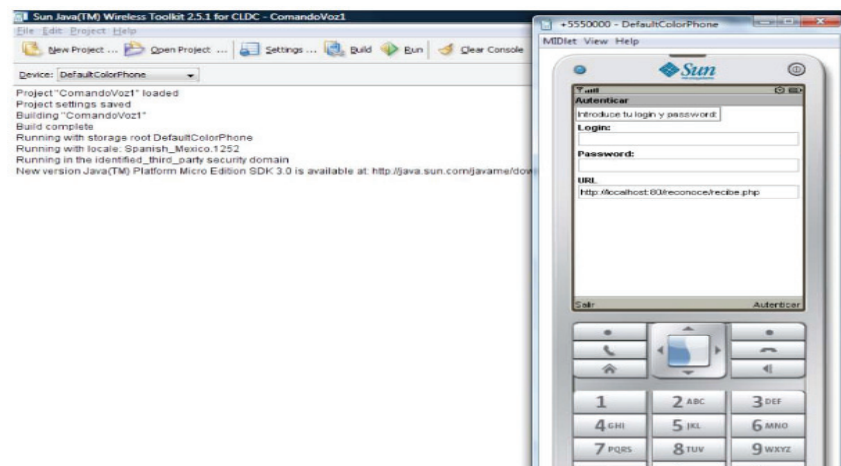 Sun Java(TM) Wireless Toolkit 2.5.1 for CLDC - ComandoVoz1
File Edit Project Help
New Project ... Open Project ... Settings ... Build Run Clear Console
Device: DefaultColorPhone
Project "ComandoVoz1" loaded
Project settings saved
Building "ComandoVoz1"
Build complete
Running with storage root DefaultColorPhone
Running with locale: Spanish_Mexico.1252
Running in the identified_third_party security domain
New version Java(TM) Platform Micro Edition SDK 3.0 is available at: http://java.sun.com/javame/dow
+5550000 - DefaultColorPhone
MIDlet View Help
Sun
Autenticar
Introduce tu login y password:
Login:
Password:
URL
http://localhost:80/reconoce/recibe.php
Salir Autenticar
1 2 ABC 3 DEF
4 GHI 5 JKL 6 MNO
7 PQRS 8 TUV 9 WXYZ